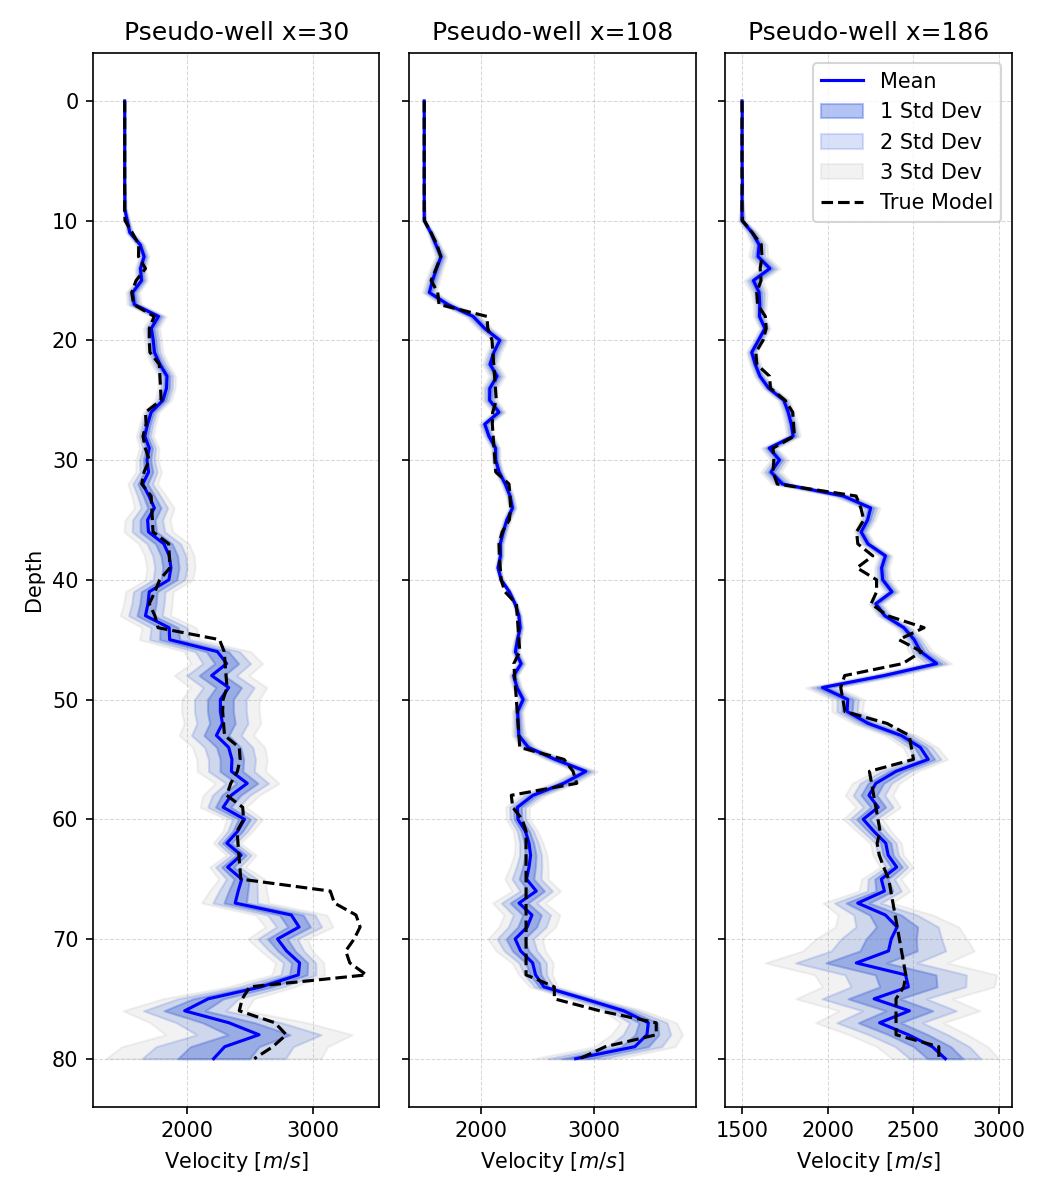 Pseudo-well x=30 Pseudo-well x=108 Pseudo-well x=186
Mean
1 Std Dev
2 Std Dev
3 Std Dev
True Model
Depth
0
10
20
30
40
50
60
70
80
2000 3000 2000 3000 1500 2000 2500 3000
Velocity [m/s] Velocity [m/s] Velocity [m/s]